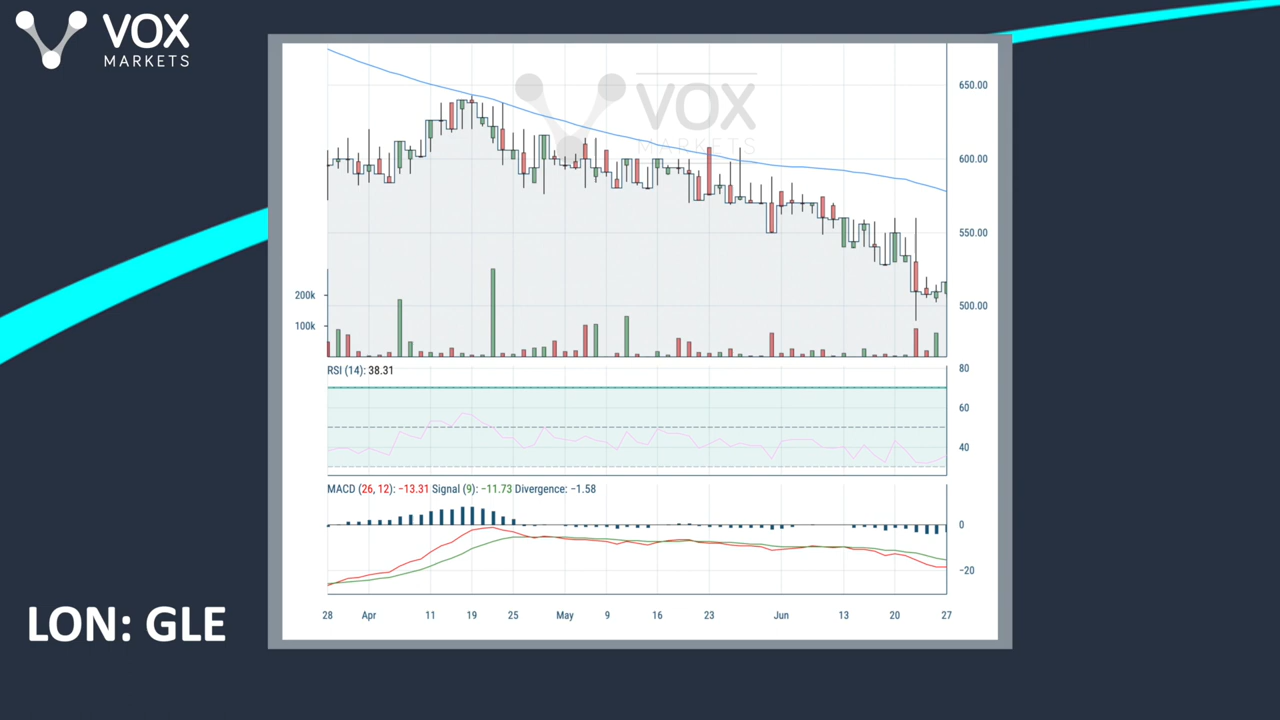 VOX
MARKETS
VOX
MARKETS
650.00
600.00
550.00
200k
500.00
100k
RSI (14): 38.31
80
60
40
MACD (26, 12): −13.31 Signal (9): −11.73 Divergence: −1.58
0
−20
28 Apr 11 19 25 May 9 16 23 Jun 13 20 27
LON: GLE